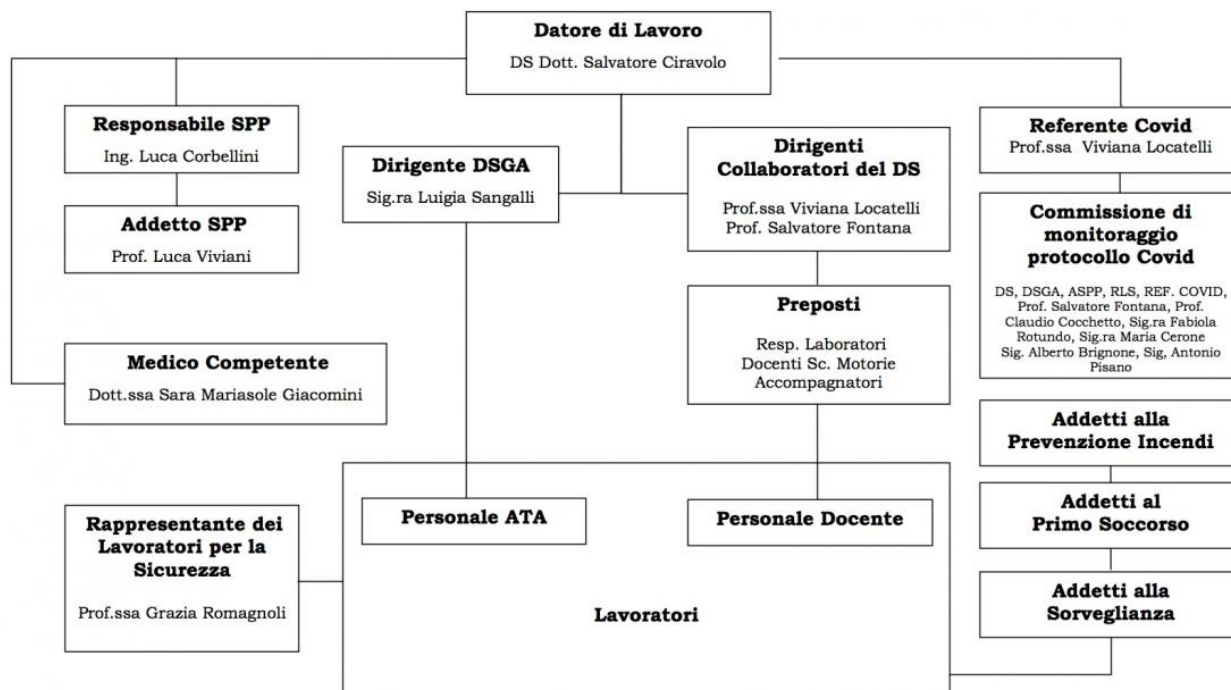 Datore di Lavoro
DS Dott. Salvatore Ciravolo
Responsabile SPP
Ing. Luca Corbellini
Addetto SPP
Prof. Luca Viviani
Medico Competente
Dott.ssa Sara Mariasole Giacomini
Rappresentante dei
Lavoratori per la
Sicurezza
Prof.ssa Grazia Romagnoli
Dirigente DSGA
Sig.ra Luigia Sangalli
Dirigenti
Collaboratori del DS
Prof.ssa Viviana Locatelli
Prof. Salvatore Fontana
Preposti
Resp. Laboratori
Docenti Sc. Motorie
Accompagnatori
Personale ATA
Personale Docente
Lavoratori
Referente Covid
Prof.ssa Viviana Locatelli
Commissione di
monitoraggio
protocollo Covid
DS, DSGA, ASPP, RLS, REF. COVID,
Prof. Salvatore Fontana, Prof.
Claudio Cocchetto, Sig.ra Fabiola
Rotundo, Sig.ra Maria Cerone
Sig. Alberto Brignone, Sig, Antonio
Pisano
Addetti alla
Prevenzione Incendi
Addetti al
Primo Soccorso
Addetti alla
Sorveglianza